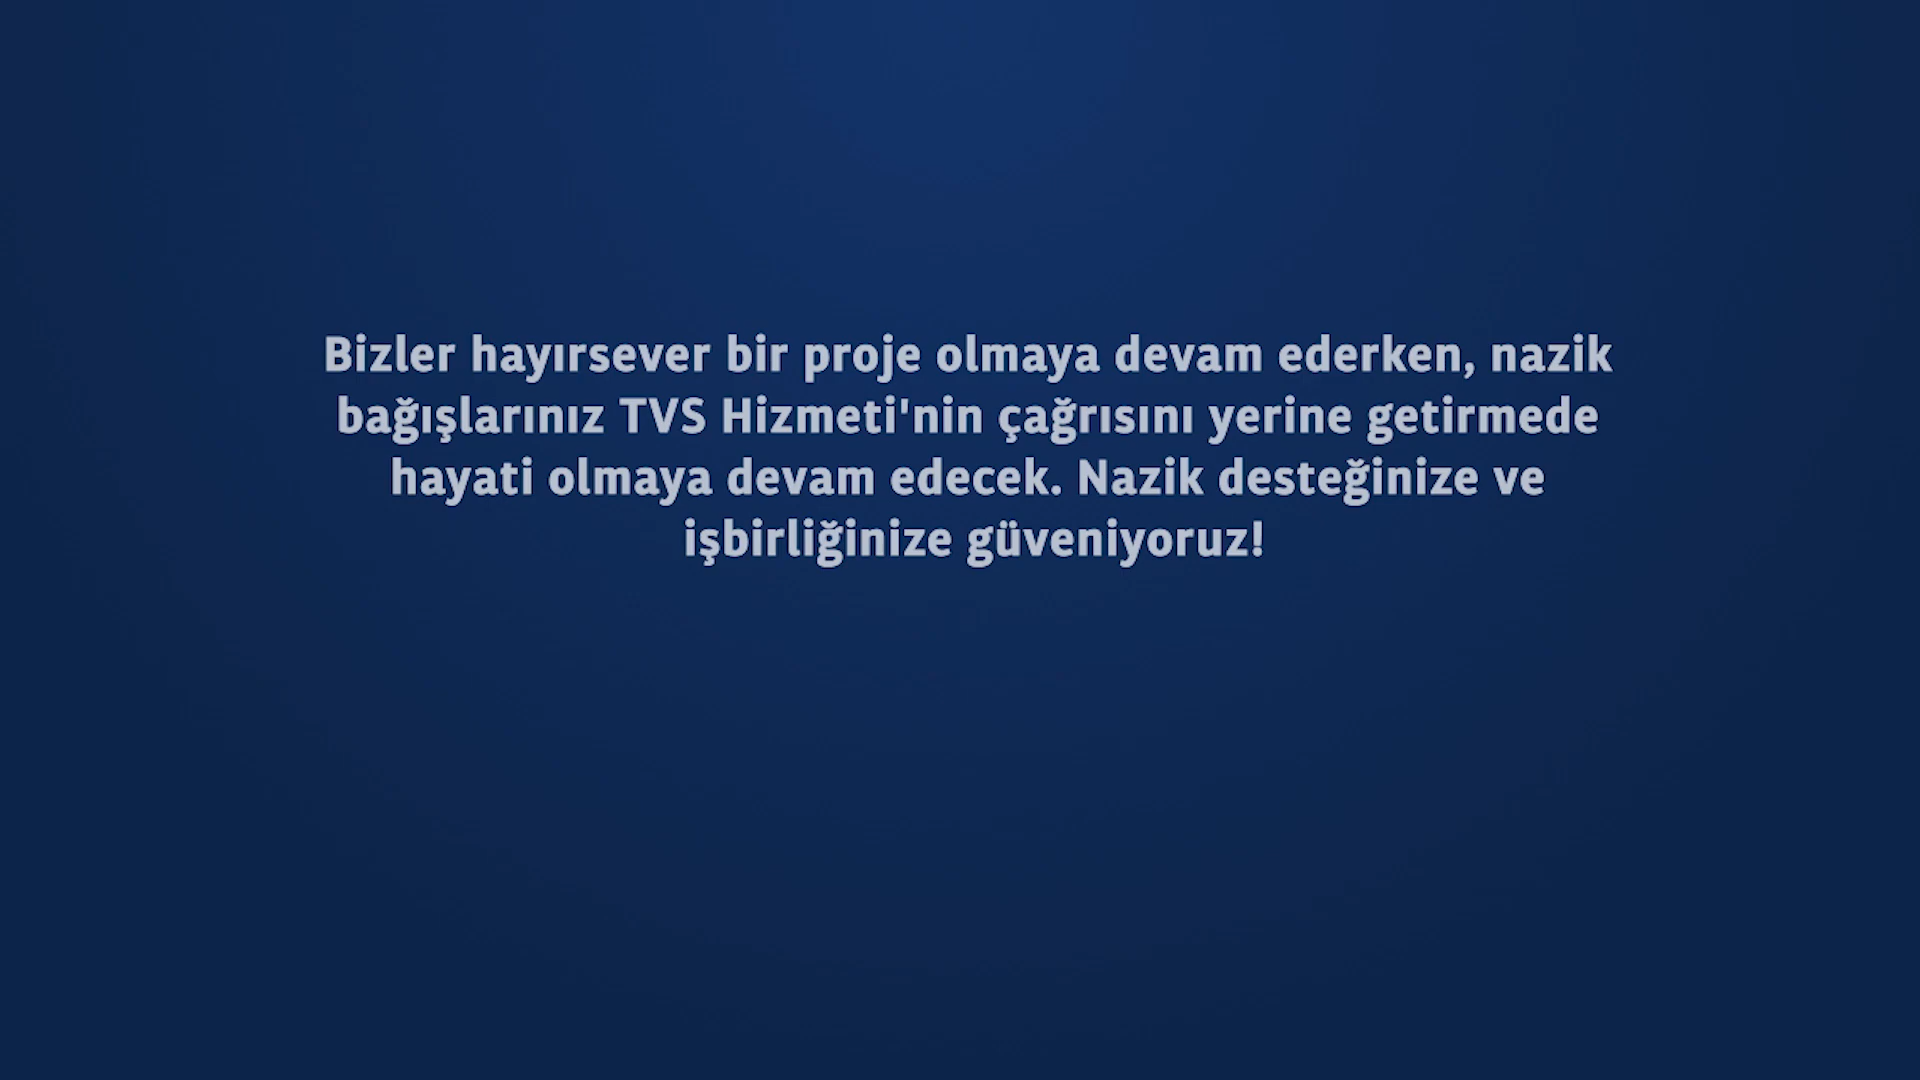 Bizler hayırsever bir proje olmaya devam ederken, nazik
bağışlarınız TVS Hizmeti'nin çağrısını yerine getirmede
hayati olmaya devam edecek. Nazik desteğinize ve
işbirliğinize güveniyoruz!